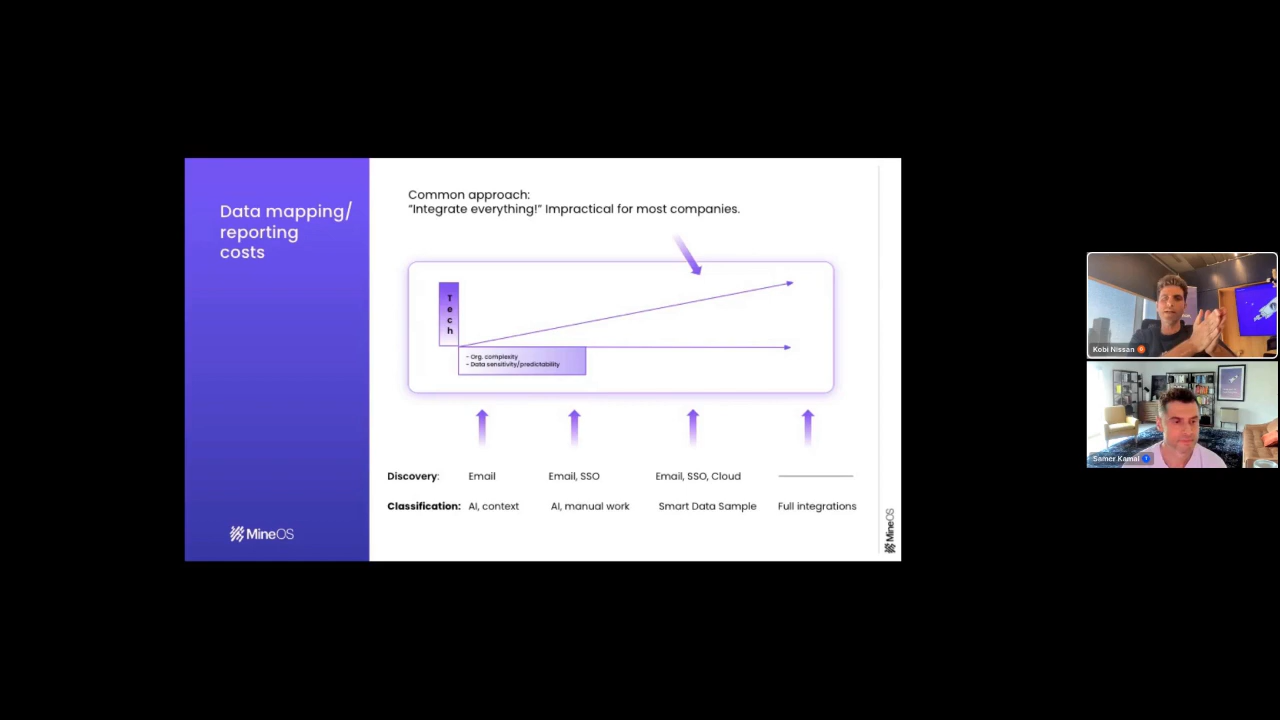 Data mapping/
reporting
costs
MineOS
Common approach:
“Integrate everything!” Impractical for most companies.
Tech
- Org. complexity
- Data sensitivity/predictability
Discovery: Email Email, SSO Email, SSO, Cloud
Classification: AI, context AI, manual work Smart Data Sample Full integrations
MineOS
Kobi Nissan
Samer Kamal